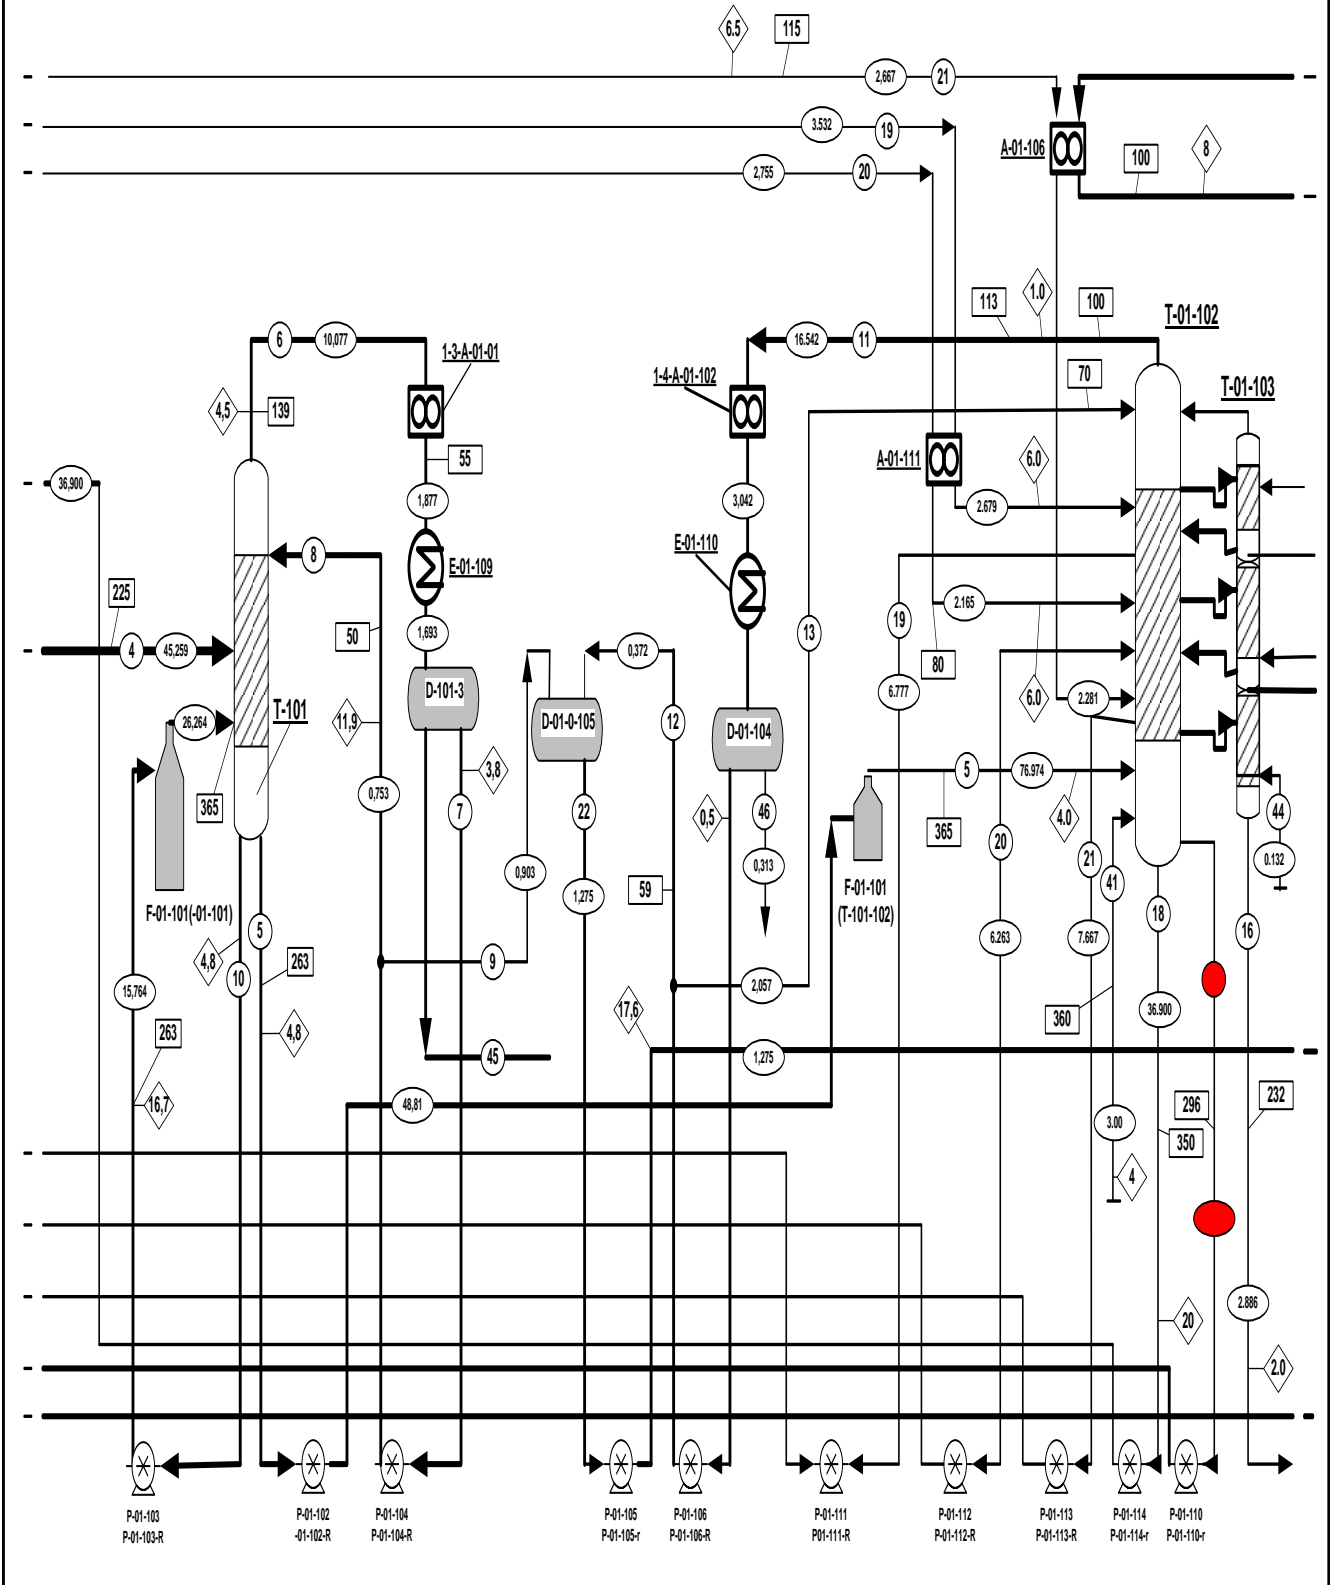 6.5
115
2,667
21
3.532
19
A-01-106
100
8
2,755
20
113
1.0
100
T-01-102
6
10,077
1-3-A-01-01
16.542
11
1-4-A-01-102
70
T-01-103
4,5
139
55
A-01-111
6.0
36,900
1,877
3,042
2.679
8
E-01-109
E-01-110
225
50
1,693
0,372
13
19
2.165
4
45,259
80
D-101-3
6.777
6.0
2.281
T-101
26,264
11,9
D-01-0-105
12
D-01-104
3,8
5
76.974
365
0,753
7
22
0,5
46
365
4.0
44
20
21
0.132
0,903
0,313
1,275
59
F-01-101
(T-101-102)
41
F-01-101(-01-101)
18
5
6.263
7.667
16
4,8
263
9
10
15,764
2,057
17,6
36.900
360
263
4,8
45
1,275
16,7
48,81
296
232
3.00
350
4
2.886
20
2.0
P-01-103
P-01-103-R
P-01-102
-01-102-R
P-01-104
P-01-104-R
P-01-105
P-01-105-r
P-01-106
P-01-106-R
P-01-111
P01-111-R
P-01-112
P-01-112-R
P-01-113
P-01-113-R
P-01-114
P-01-114-r
P-01-110
P-01-110-r